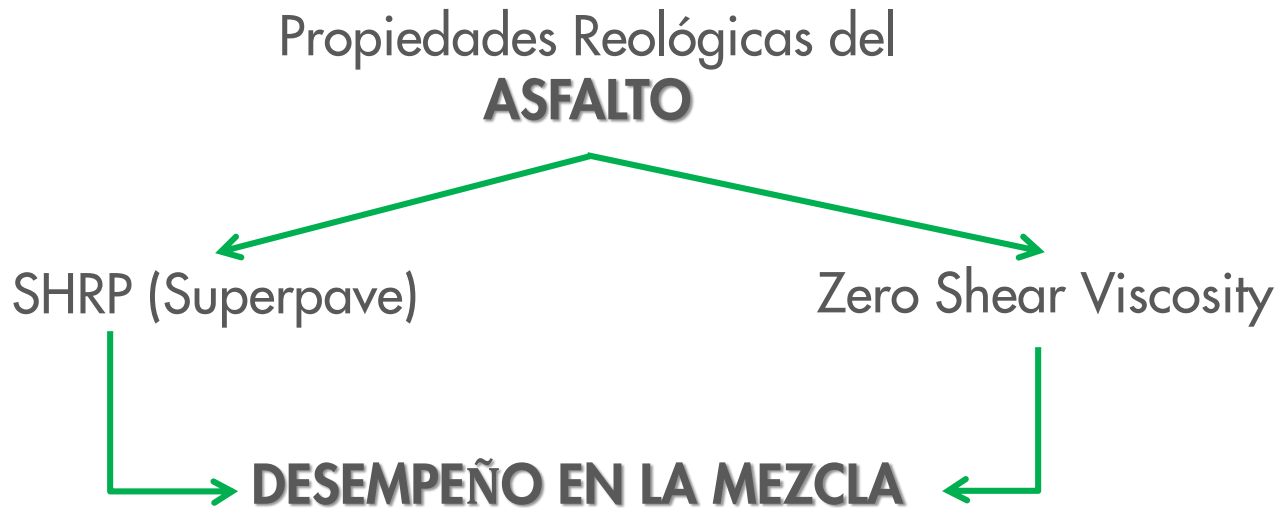 Propiedades Reológicas del
ASFALTO
SHRP (Superpave)
Zero Shear Viscosity
DESEMPEÑO EN LA MEZCLA